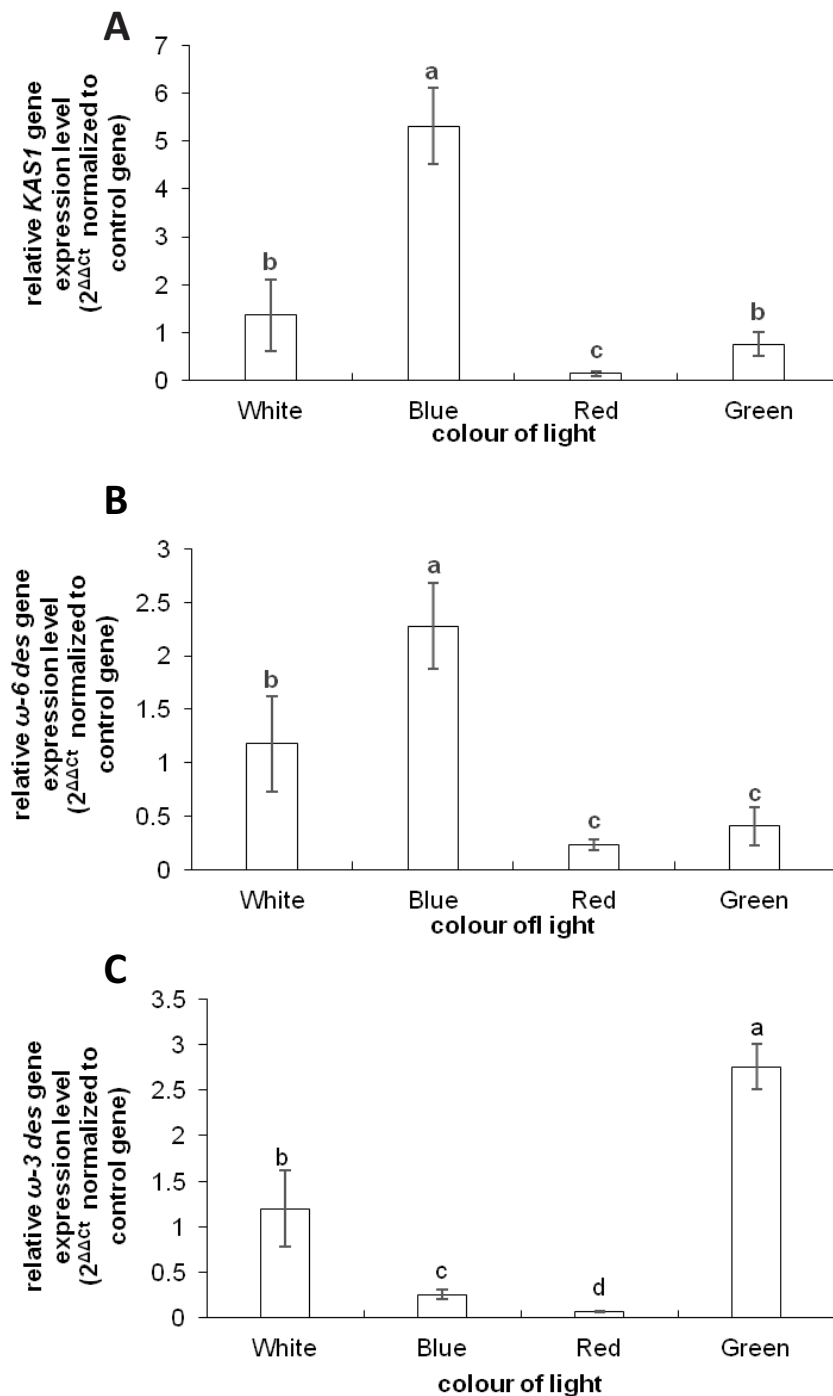 A
relative KAS1 gene
expression level
(2ΔΔCt normalized to
control gene)
7
6
5
4
3
2
1
0
a
b
c
b
White Blue Red Green
colour of light
B
relative ω-6 des gene
expression level
(2ΔΔCt normalized to
control gene)
3
2.5
2
1.5
1
0.5
0
a
b
c
c
White Blue Red Green
colour ofl ight
C
relative ω-3 des gene
expression level
(2ΔΔCt normalized to
control gene)
3.5
3
2.5
2
1.5
1
0.5
0
b
c
d
a
White Blue Red Green
colour of light